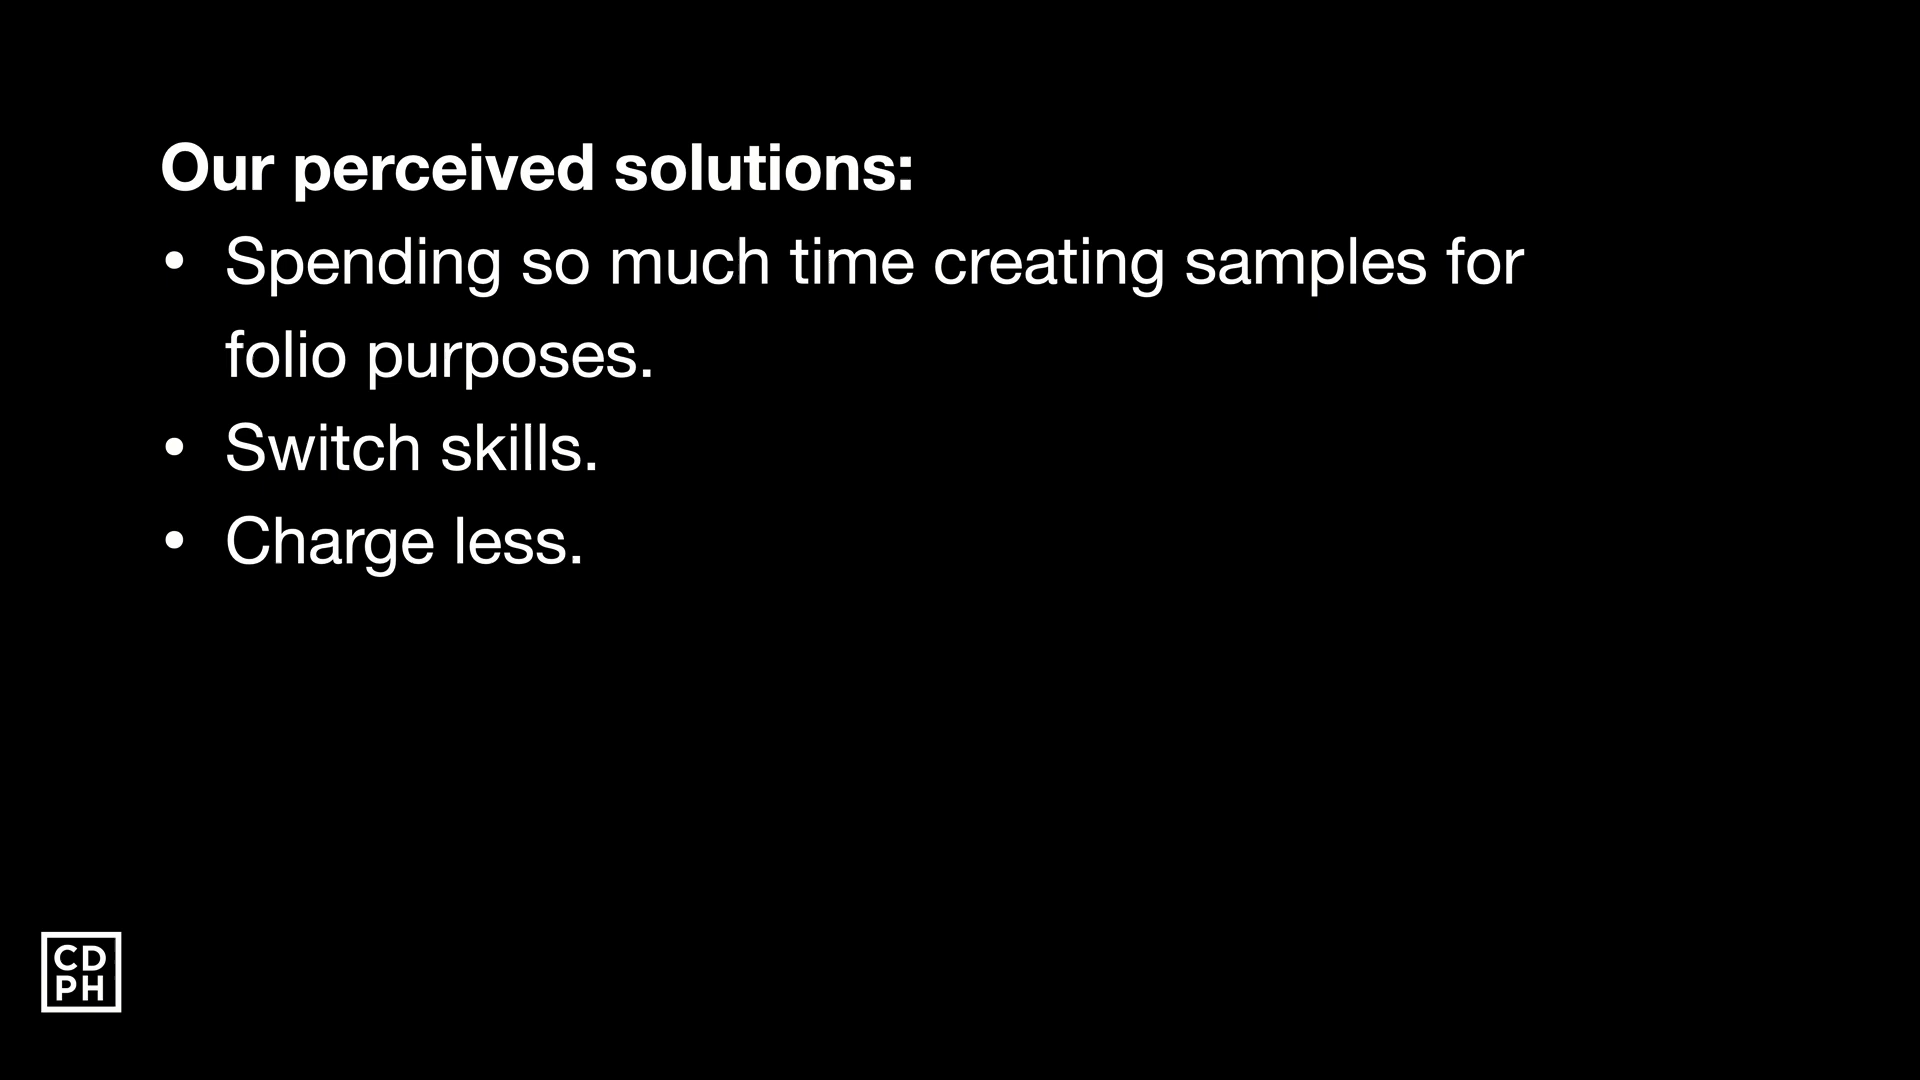 Our perceived solutions:
• Spending so much time creating samples for
folio purposes.
• Switch skills.
• Charge less.
CD
PH